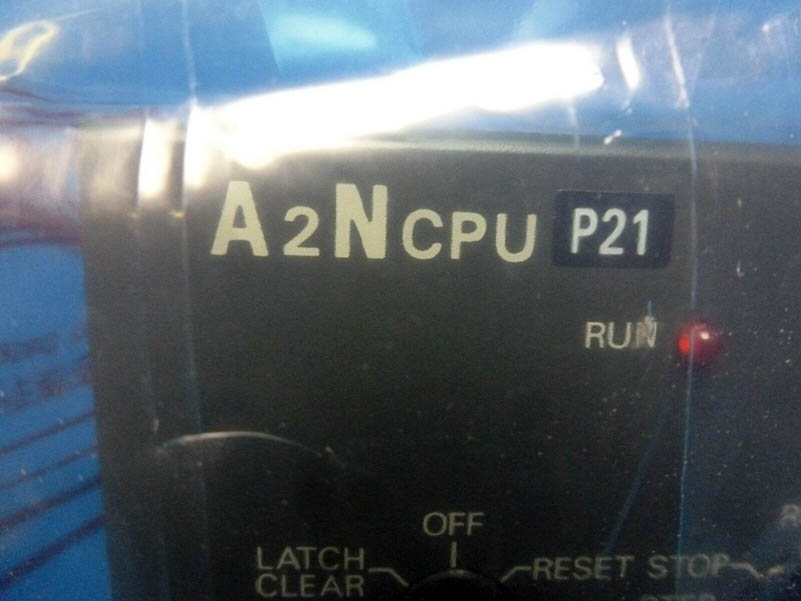 A2NCPU P21
RUN
OFF
LATCH RESET STOP
CLEAR